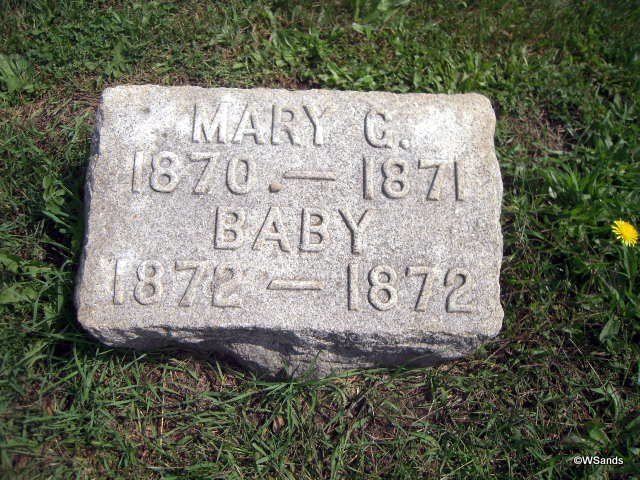 MARY G.
1870 — 1871
BABY
1872 — 1872
©WSands